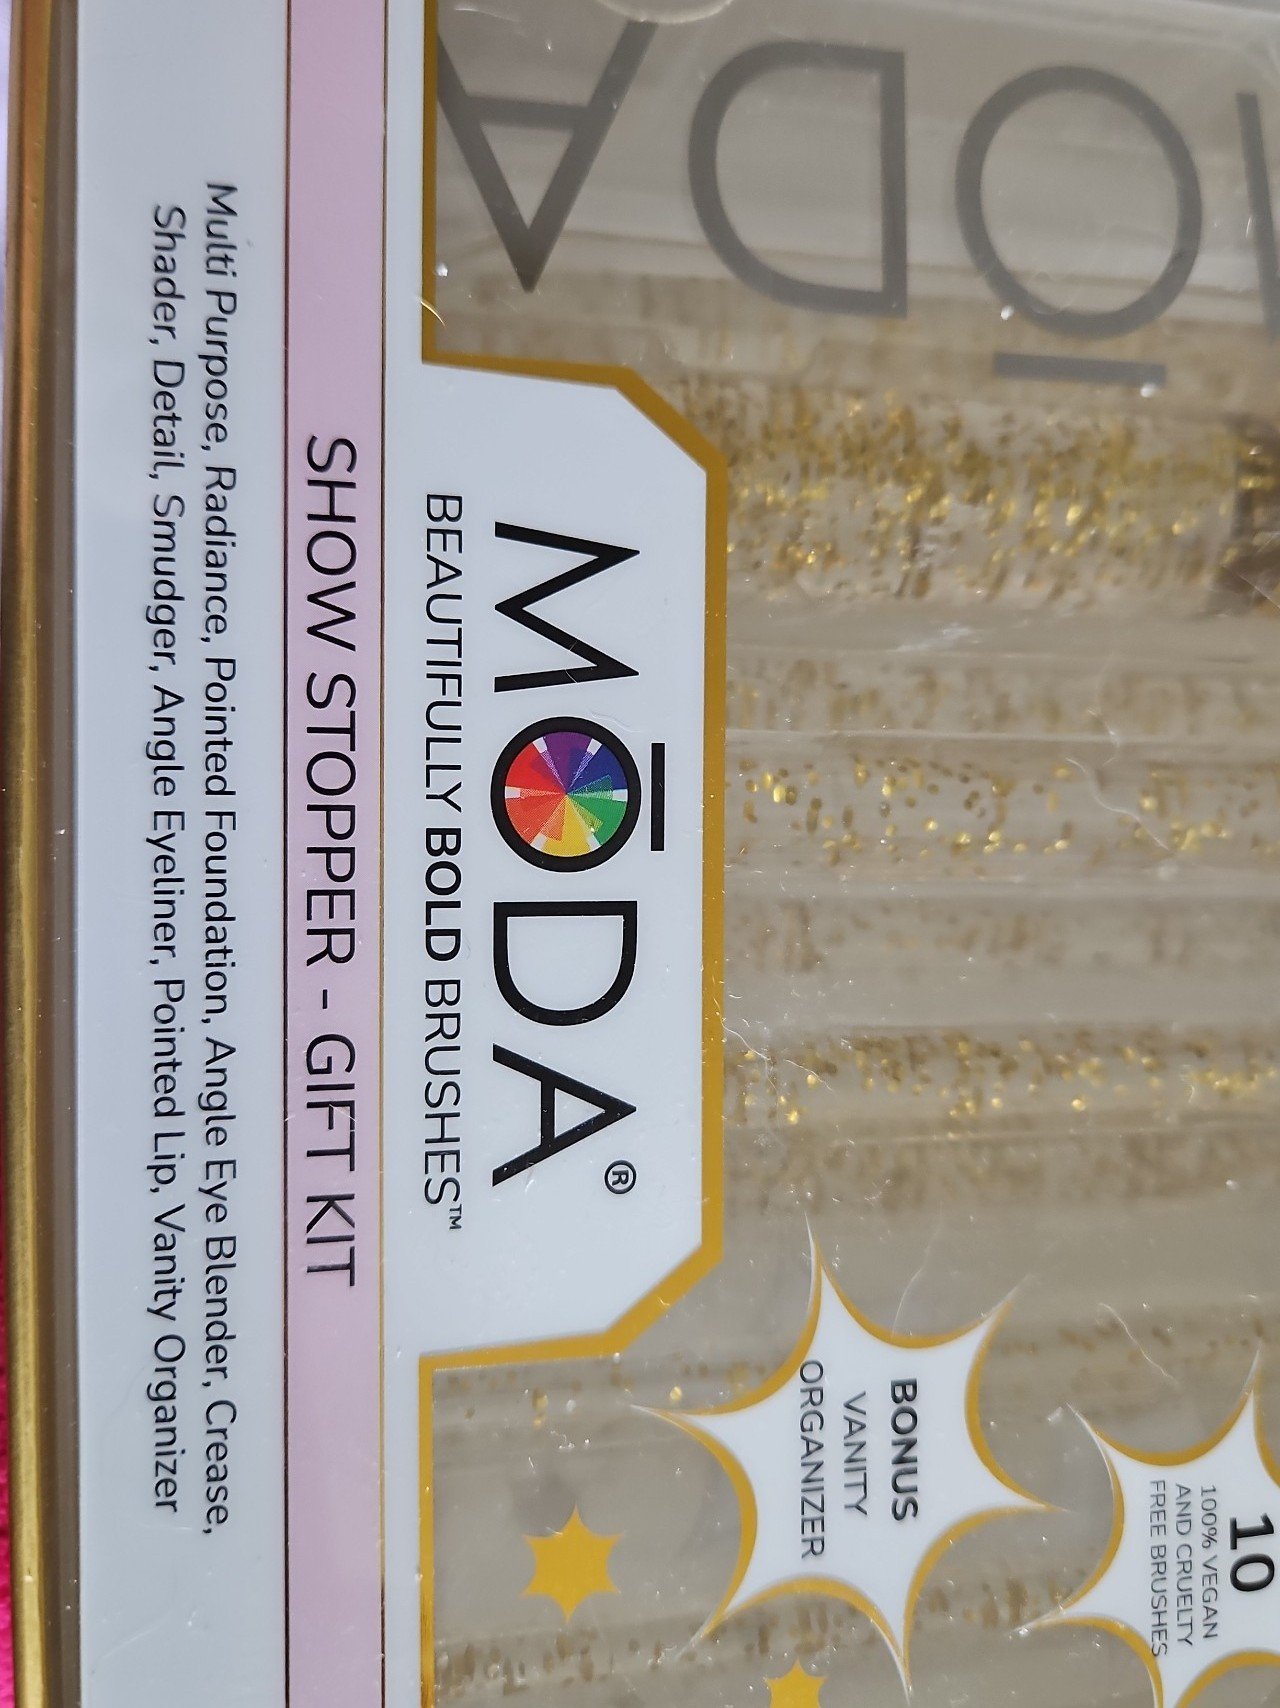 MŌDA
10
100% VEGAN
AND CRUELTY
FREE BRUSHES
BONUS
VANITY
ORGANIZER
MŌDA®
BEAUTIFULLY BOLD BRUSHES™
SHOW STOPPER - GIFT KIT
Multi Purpose, Radiance, Pointed Foundation, Angle Eye Blender, Crease,
Shader, Detail, Smudger, Angle Eyeliner, Pointed Lip, Vanity Organizer